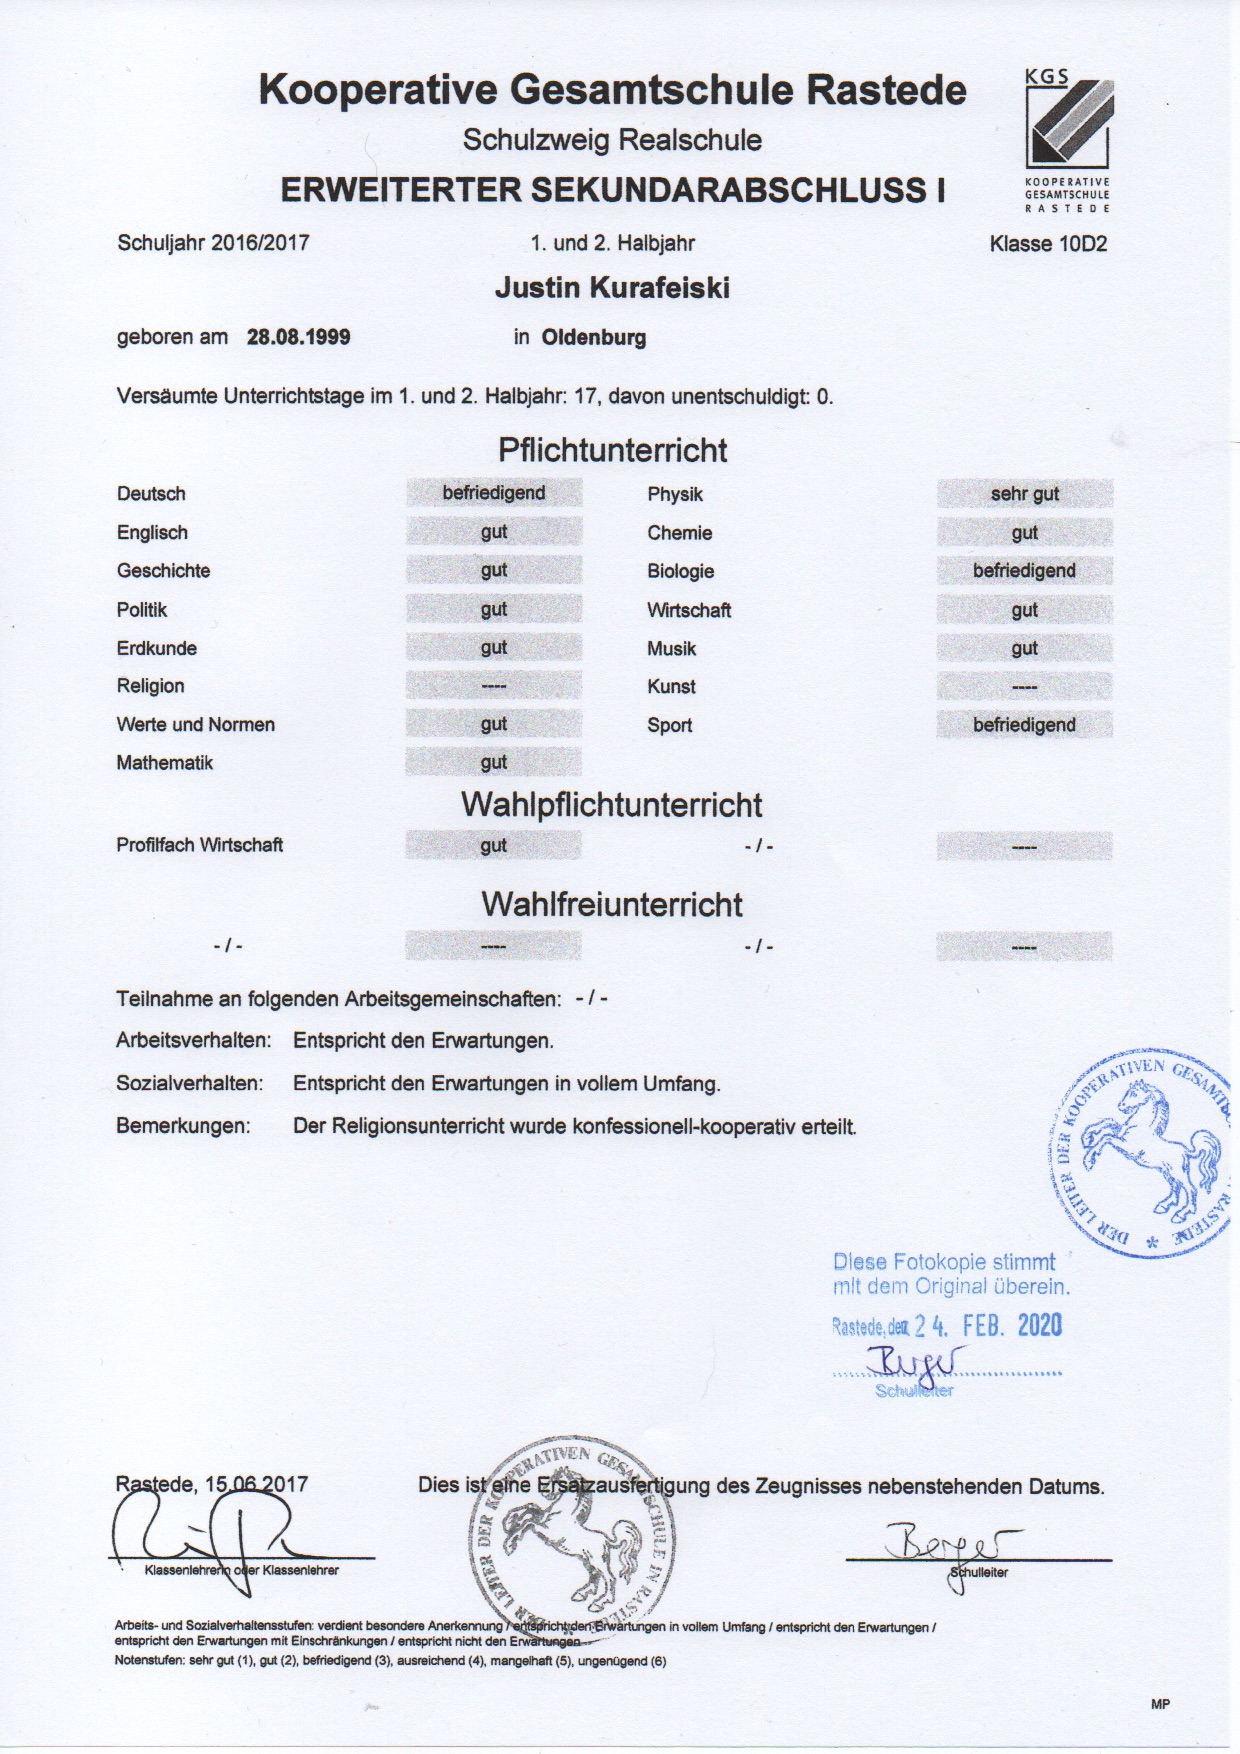 Kooperative Gesamtschule Rastede
Schulzweig Realschule
ERWEITERTER SEKUNDARABSCHLUSS I
KGS
KOOPERATIVE
GESAMTSCHULE
RASTEDE
Schuljahr 2016/2017 1. und 2. Halbjahr Klasse 10D2
Justin Kurafeiski
geboren am 28.08.1999 in Oldenburg
Versäumte Unterrichtstage im 1. und 2. Halbjahr: 17, davon unentschuldigt: 0.
Pflichtunterricht
Deutsch befriedigend Physik sehr gut
Englisch gut Chemie gut
Geschichte gut Biologie befriedigend
Politik gut Wirtschaft gut
Erdkunde gut Musik gut
Religion ---- Kunst ----
Werte und Normen gut Sport befriedigend
Mathematik gut
Wahlpflichtunterricht
Profilfach Wirtschaft gut - / - ----
Wahlfreiunterricht
- / - ---- - / - ----
Teilnahme an folgenden Arbeitsgemeinschaften: - / -
Arbeitsverhalten: Entspricht den Erwartungen.
Sozialverhalten: Entspricht den Erwartungen in vollem Umfang.
Bemerkungen: Der Religionsunterricht wurde konfessionell-kooperativ erteilt.
DER LEITER DER KOOPERATIVEN GESAMT IN RASTEDE *
Diese Fotokopie stimmt
mit dem Original überein.
Rastede, den 24. FEB. 2020
Berger
Schulleiter
Rastede, 15.06.2017 Dies ist eine Ersatzausfertigung des Zeugnisses nebenstehenden Datums.
DER LEITER DER KOOPERATIVEN GESAMTSCHULE IN RASTEDE *
Berger
Klassenlehrerin oder Klassenlehrer Schulleiter
Arbeits- und Sozialverhaltensstufen: verdient besondere Anerkennung / entspricht den Erwartungen in vollem Umfang / entspricht den Erwartungen /
entspricht den Erwartungen mit Einschränkungen / entspricht nicht den Erwartungen
Notenstufen: sehr gut (1), gut (2), befriedigend (3), ausreichend (4), mangelhaft (5), ungenügend (6)
MP